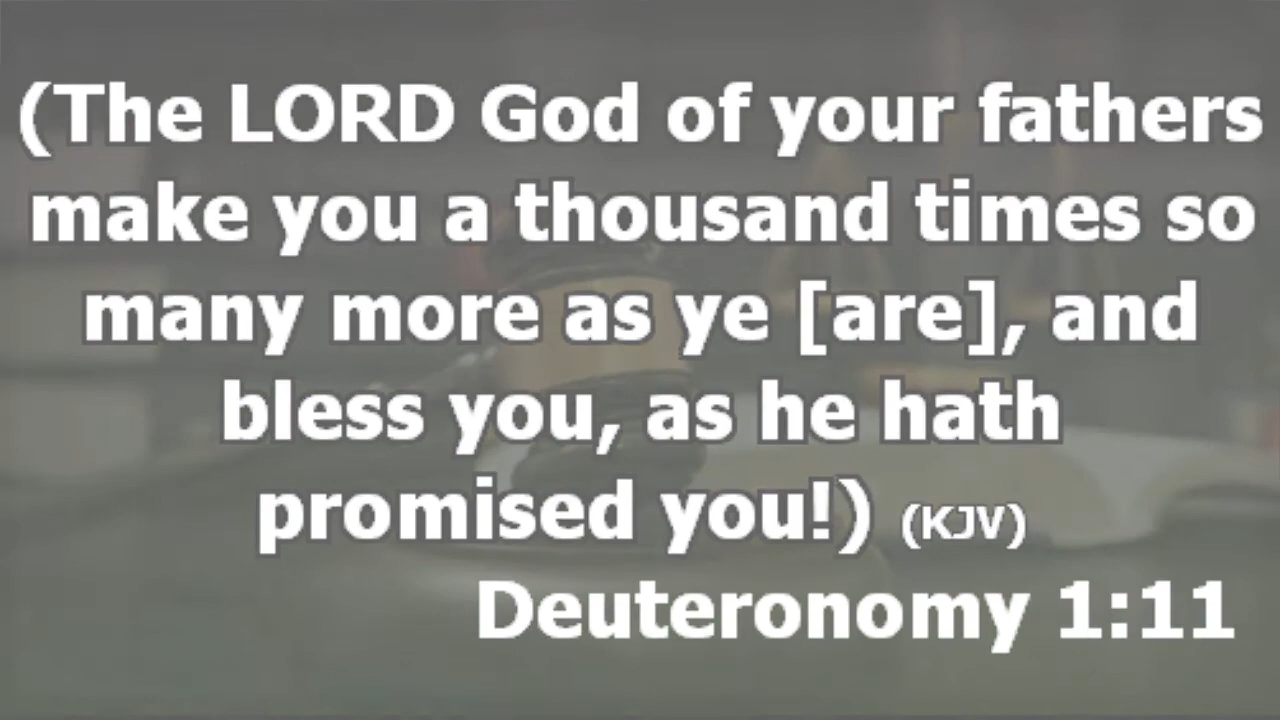 (The LORD God of your fathers
make you a thousand times so
many more as ye [are], and
bless you, as he hath
promised you!) (KJV)
Deuteronomy 1:11